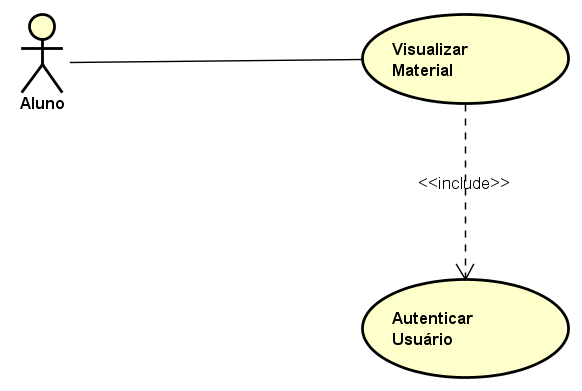 Visualizar
Material
Aluno
<<include>>
Autenticar
Usuário